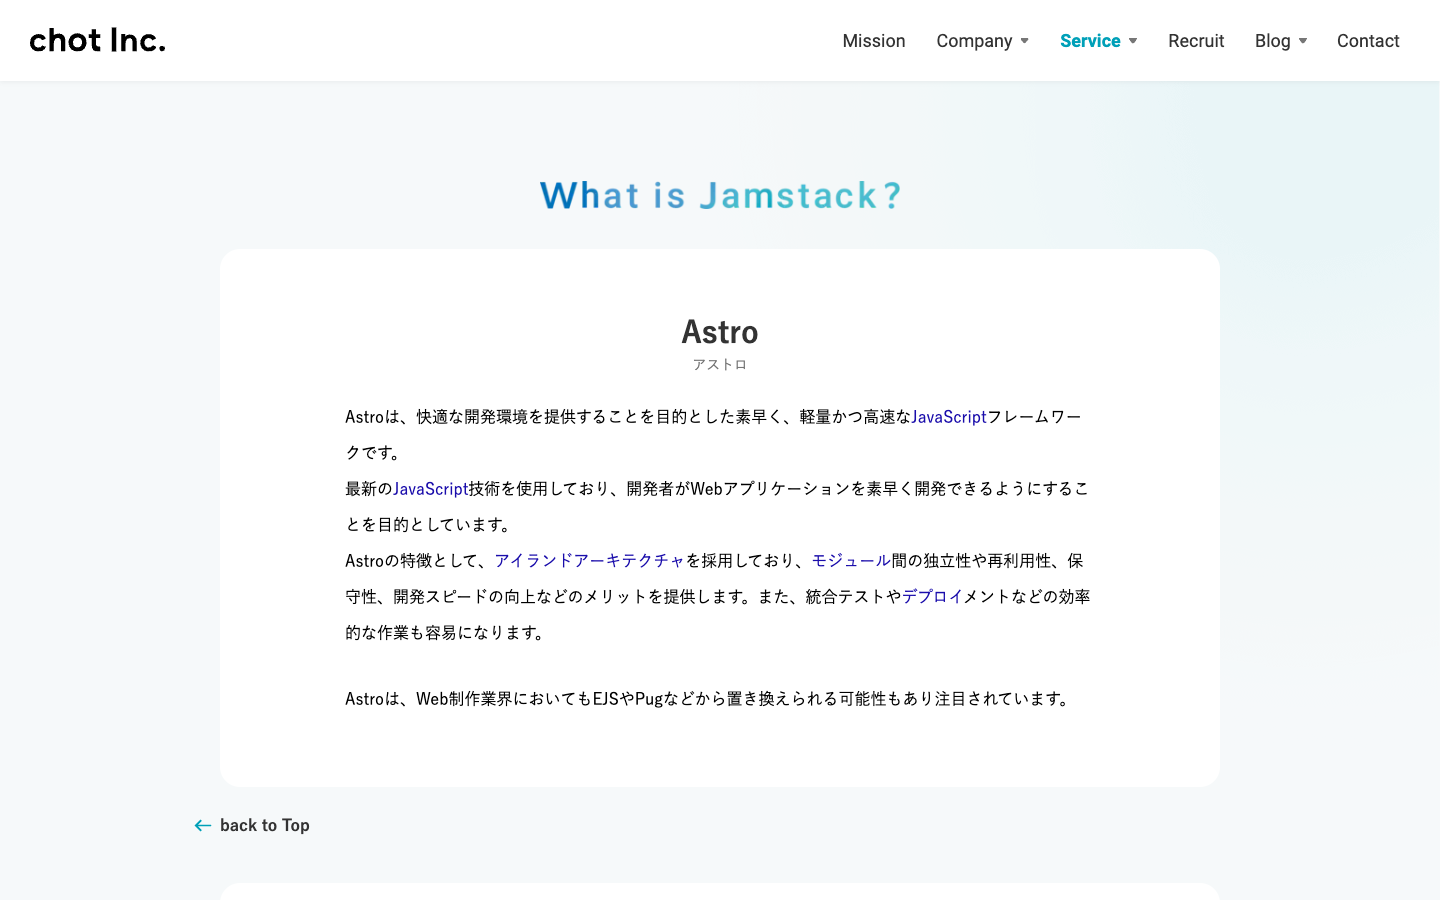 chot Inc.
Mission Company Service Recruit Blog Contact
What is Jamstack?
Astro
アストロ
Astroは、快適な開発環境を提供することを目的とした素早く、軽量かつ高速なJavaScriptフレームワー
クです。
最新のJavaScript技術を使用しており、開発者がWebアプリケーションを素早く開発できるようにするこ
とを目的としています。
Astroの特徴として、アイランドアーキテクチャを採用しており、モジュール間の独立性や再利用性、保
守性、開発スピードの向上などのメリットを提供します。また、統合テストやデプロイメントなどの効率
的な作業も容易になります。
Astroは、Web制作業界においてもEJSやPugなどから置き換えられる可能性もあり注目されています。
back to Top